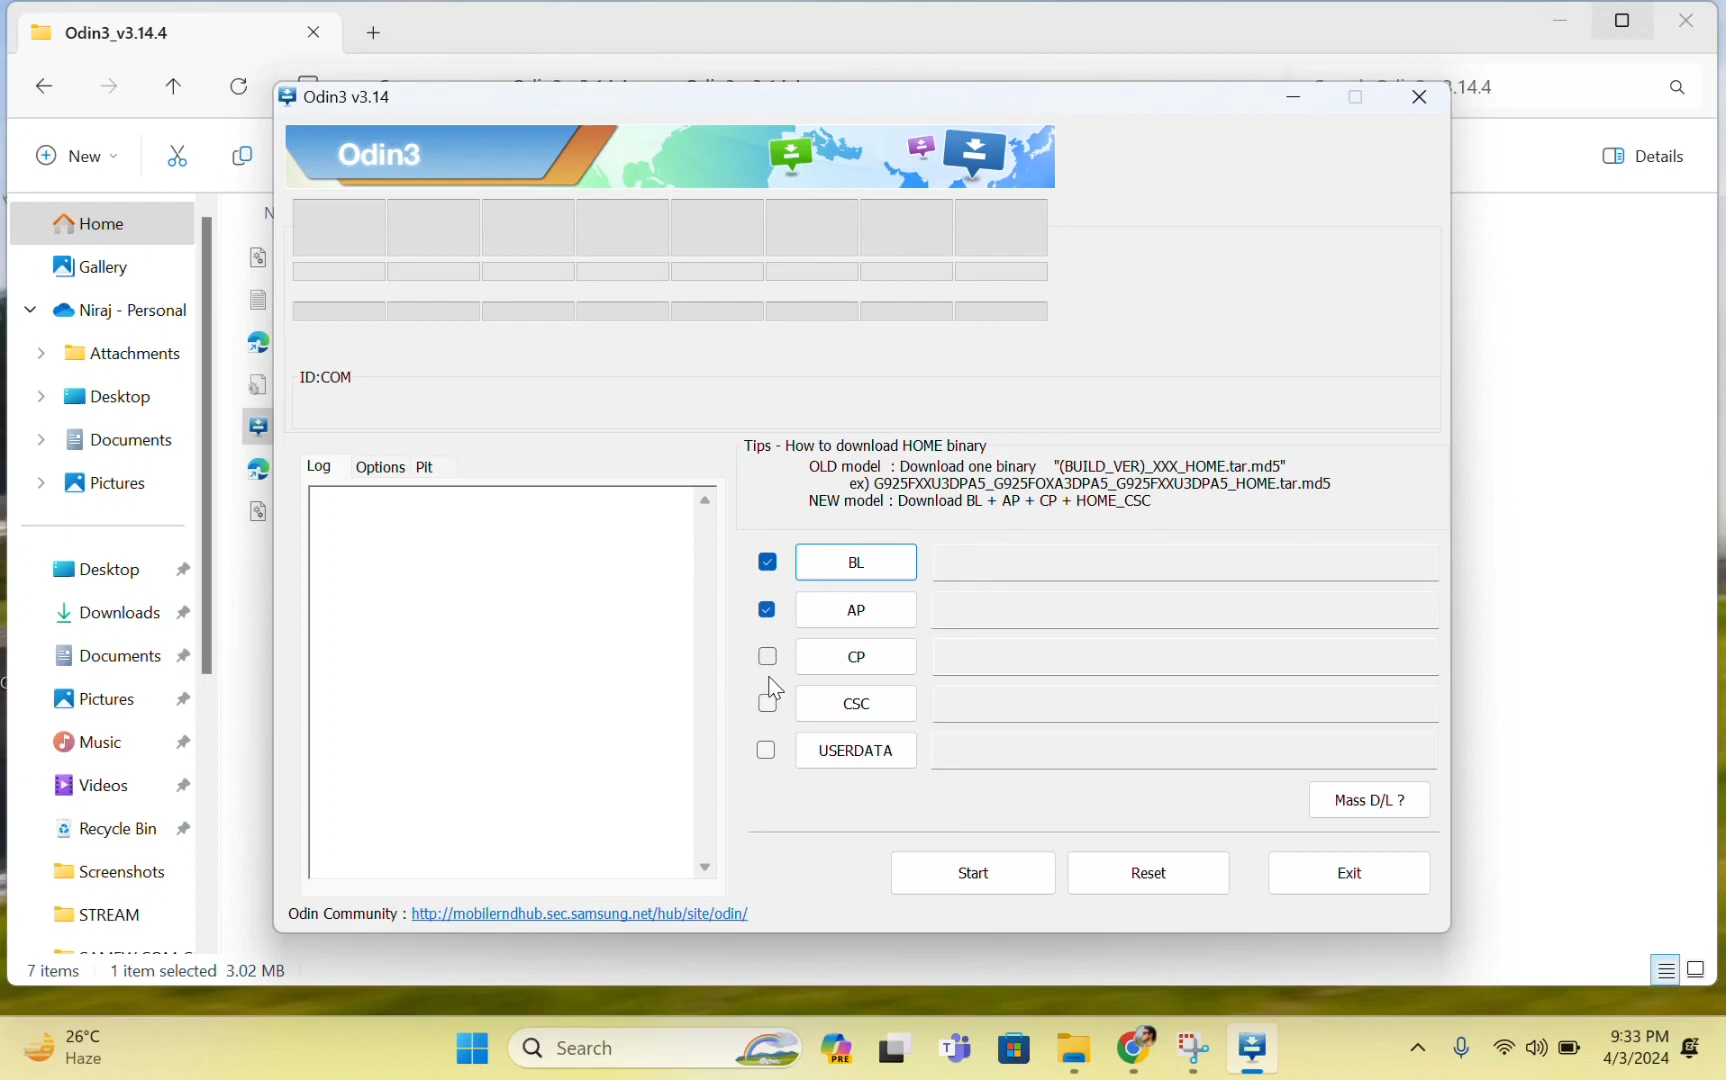 Odin3_v3.14.4
New
Details
Home
Gallery
Niraj - Personal
Attachments
Desktop
Documents
Pictures
Desktop
Downloads
Documents
Pictures
Music
Videos
Recycle Bin
Screenshots
STREAM
7 items 1 item selected 3.02 MB
Odin3 v3.14
Odin3
ID:COM
Log Options Pit
Tips - How to download HOME binary
OLD model : Download one binary "(BUILD_VER)_XXX_HOME.tar.md5"
ex) G925FXXU3DPA5_G925FOXA3DPA5_G925FXXU3DPA5_HOME.tar.md5
NEW model : Download BL + AP + CP + HOME_CSC
BL
AP
CP
CSC
USERDATA
Mass D/L ?
Start Reset Exit
Odin Community : http://mobilerndhub.sec.samsung.net/hub/site/odin/
26°C
Haze
Search
PRE
9:33 PM
4/3/2024